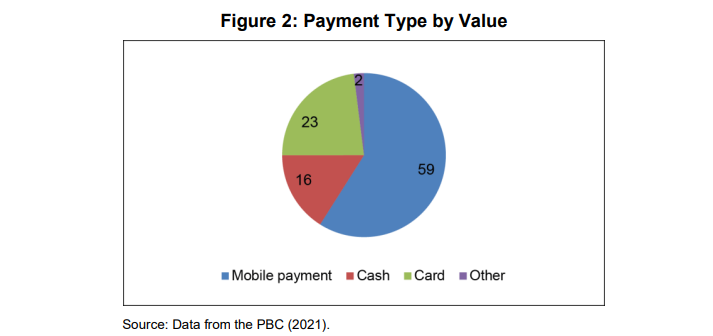 Figure 2: Payment Type by Value
2
23
59
16
Mobile payment Cash Card Other
Source: Data from the PBC (2021).